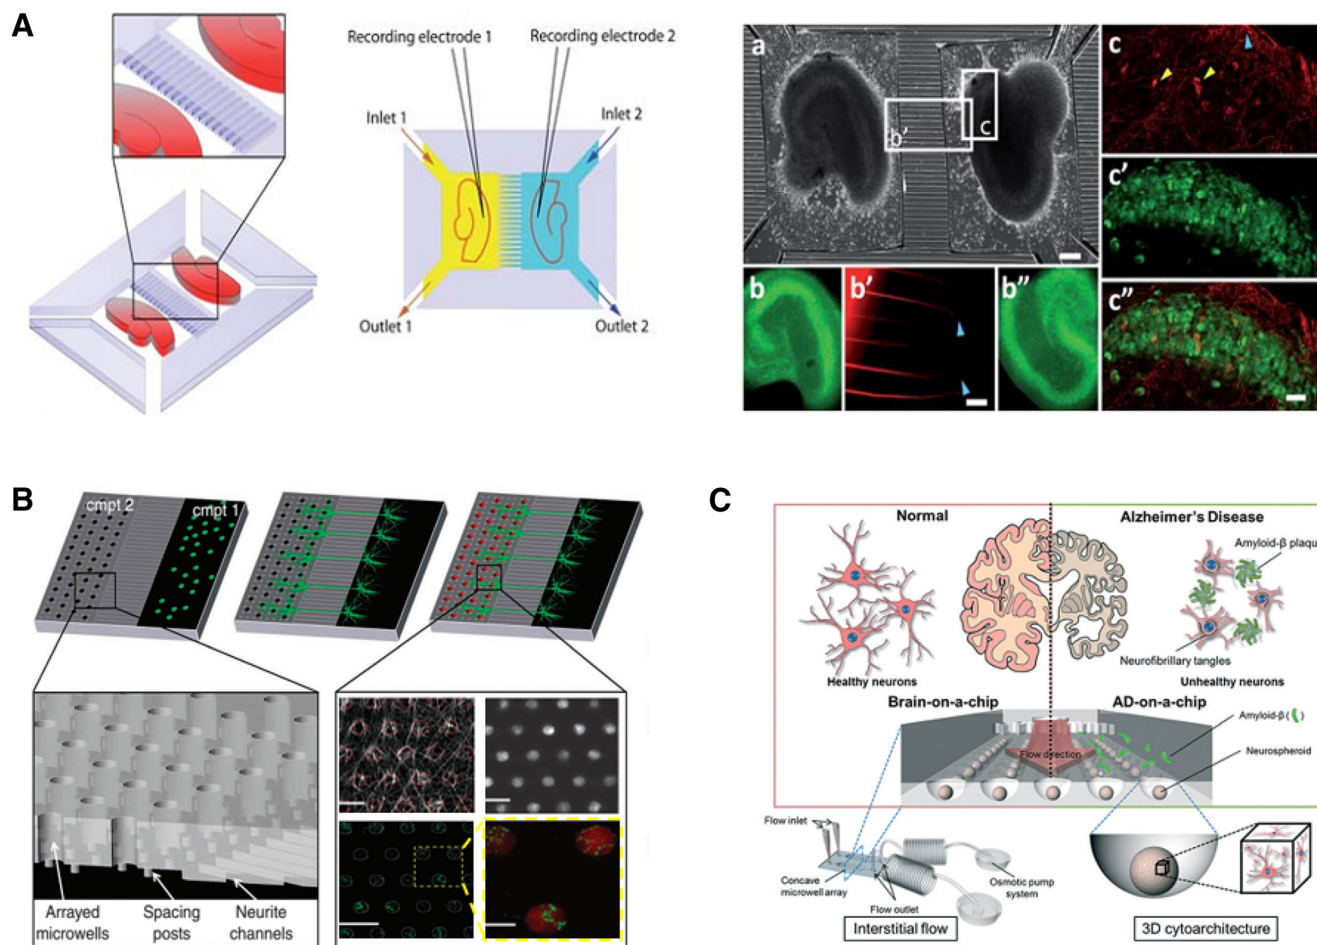 A
Recording electrode 1
Recording electrode 2
Inlet 1
Inlet 2
Outlet 1
Outlet 2
a
b'
c
b
b'
b"
c
c'
c"
B
cmpt 2
cmpt 1
Arrayed
microwells
Spacing
posts
Neurite
channels
C
Normal
Alzheimer's Disease
Amyloid-β plaqu
Neurofibrillary tangles
Healthy neurons
Unhealthy neurons
Brain-on-a-chip
AD-on-a-chip
Amyloid-β ( )
Flow direction
Neurospheroid
Flow inlet
Concave
microwell array
Flow outlet
Osmotic pump
system
Interstitial flow
3D cytoarchitecture